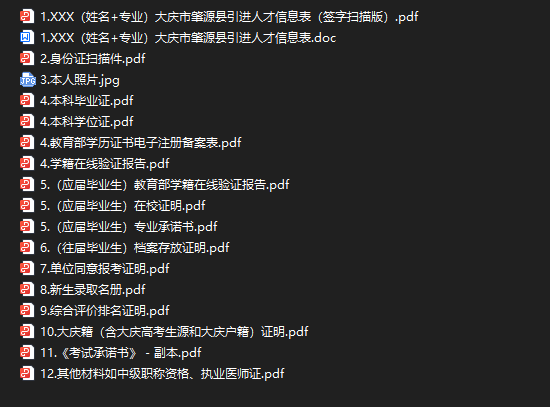 1.XXX（姓名+专业）大庆市肇源县引进人才信息表（签字扫描版）.pdf
1.XXX（姓名+专业）大庆市肇源县引进人才信息表.doc
2.身份证扫描件.pdf
JPG 3.本人照片.jpg
4.本科毕业证.pdf
4.本科学位证.pdf
4.教育部学历证书电子注册备案表.pdf
4.学籍在线验证报告.pdf
5.（应届毕业生）教育部学籍在线验证报告.pdf
5.（应届毕业生）在校证明.pdf
5.（应届毕业生）专业承诺书.pdf
6.（往届毕业生）档案存放证明.pdf
7.单位同意报考证明.pdf
8.新生录取名册.pdf
9.综合评价排名证明.pdf
10.大庆籍（含大庆高考生源和大庆户籍）证明.pdf
11.《考试承诺书》 - 副本.pdf
12.其他材料如中级职称资格、执业医师证.pdf